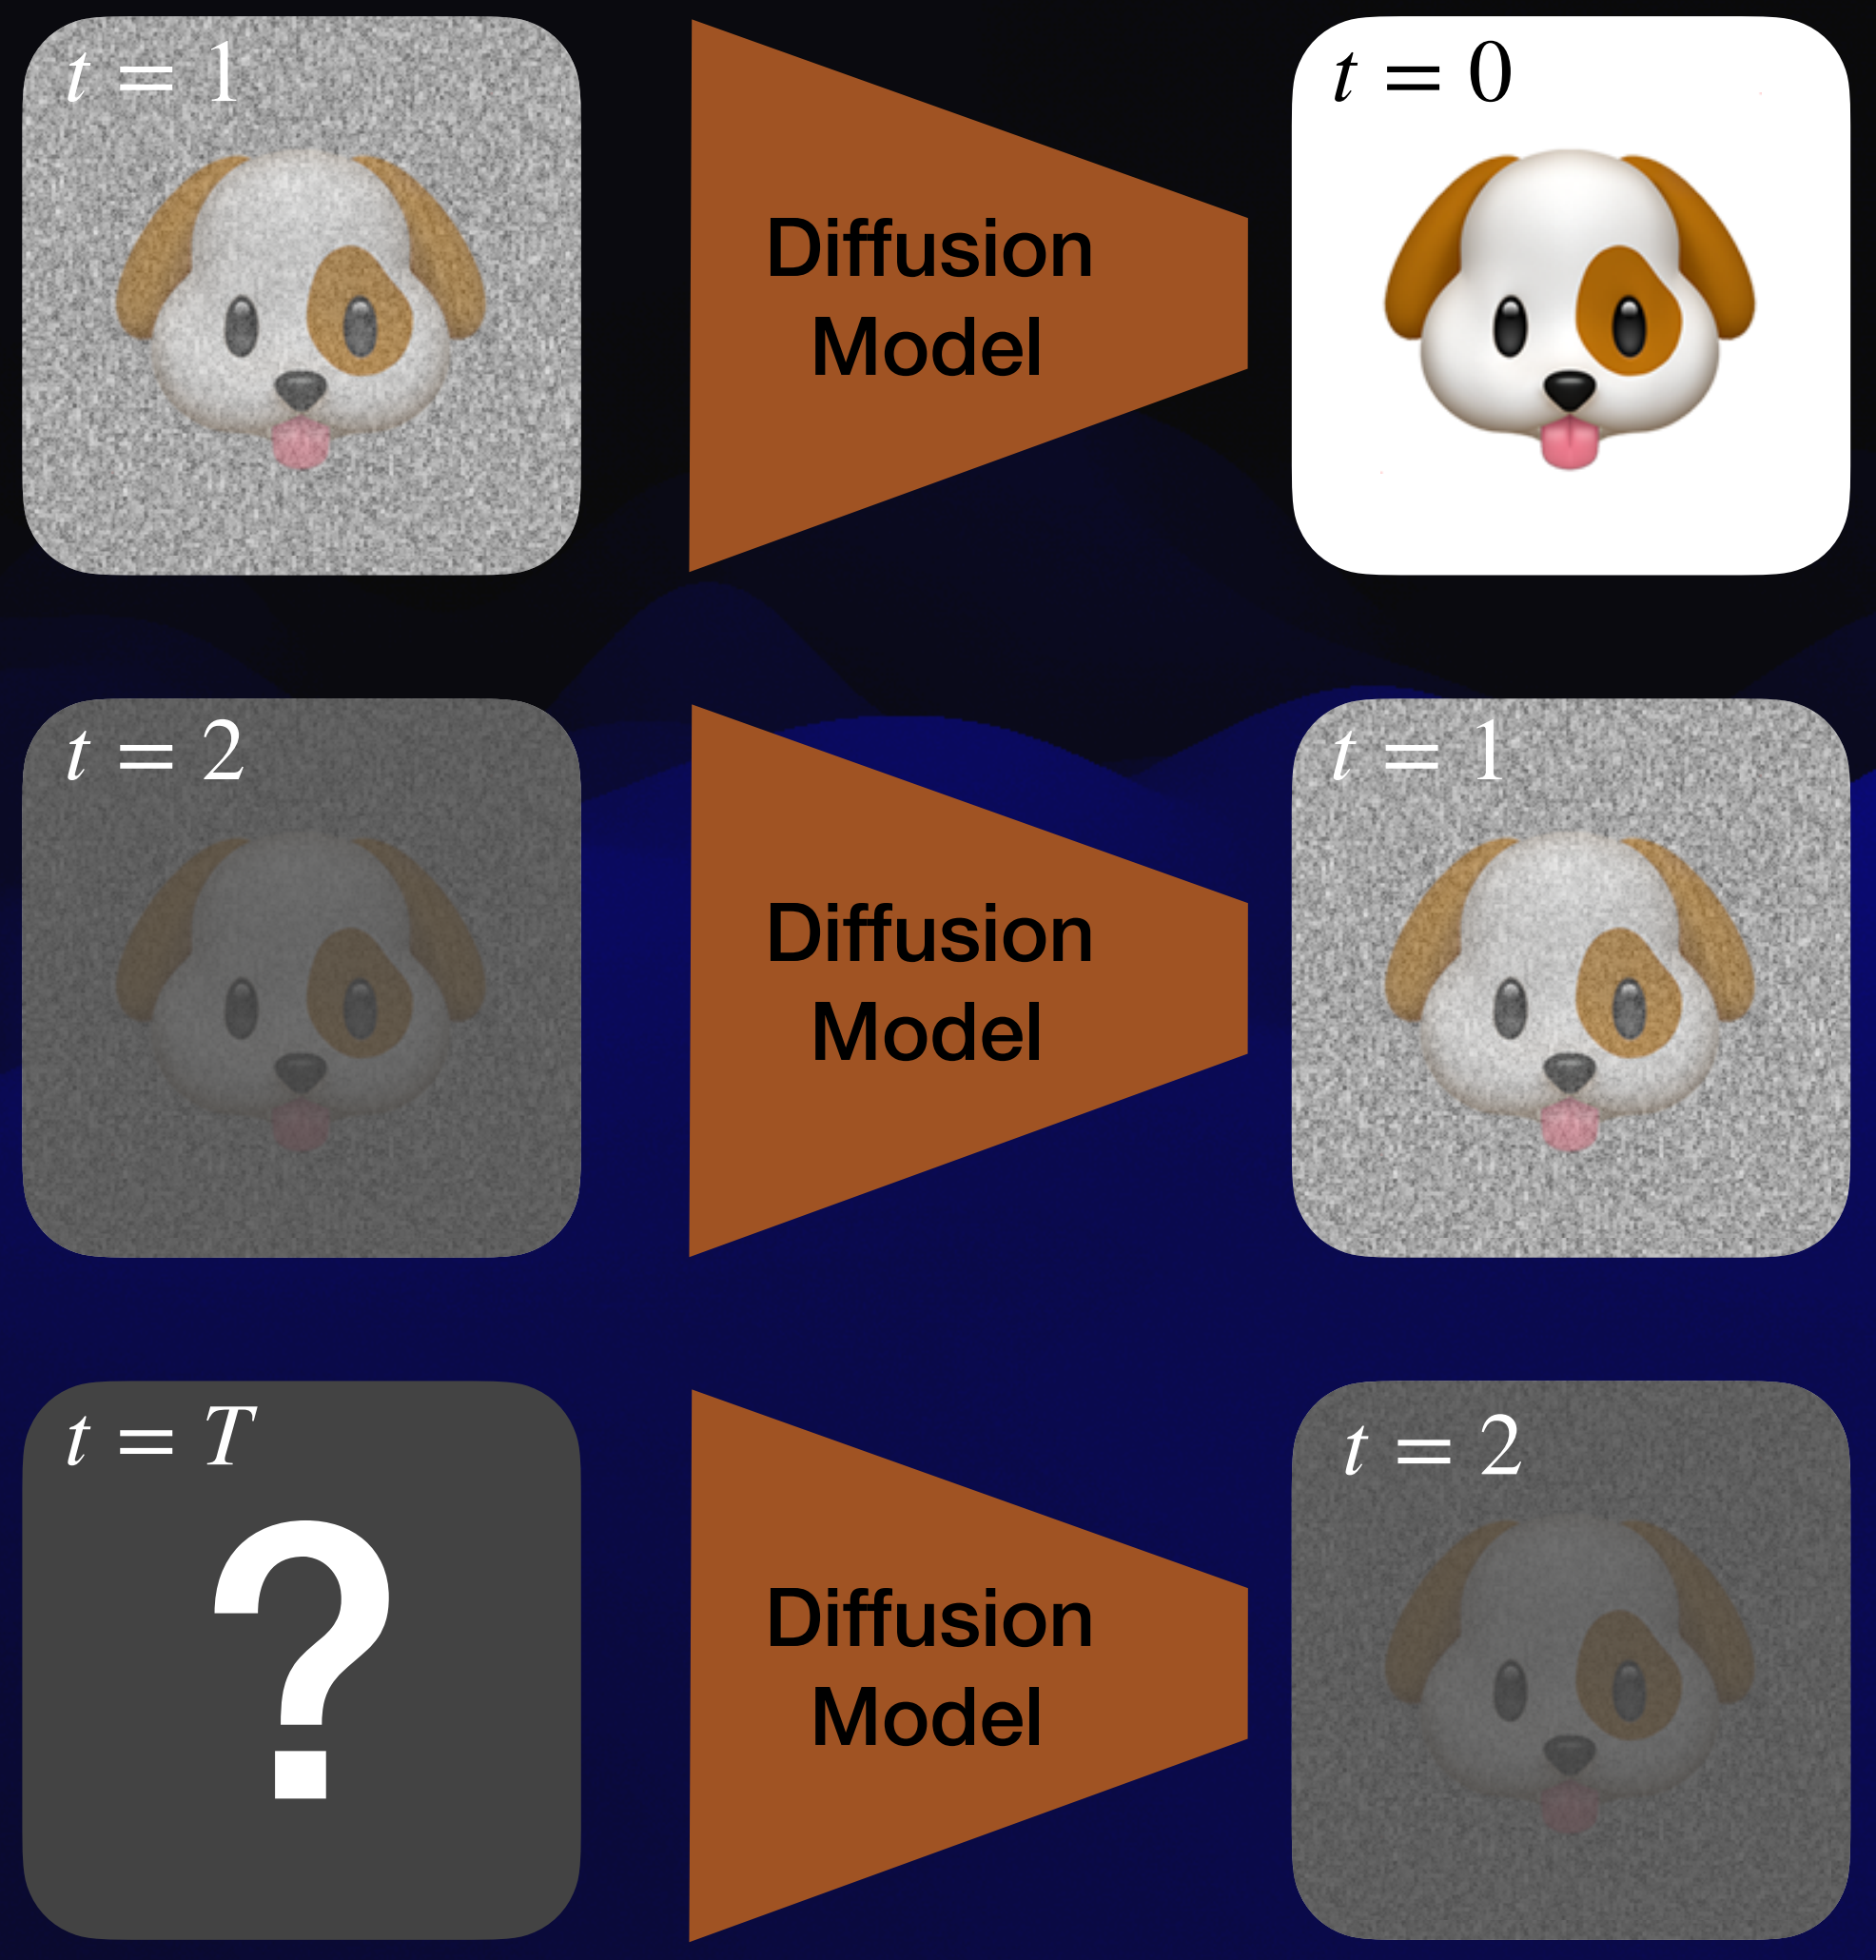 t = 1
Diffusion
Model
t = 0
t = 2
Diffusion
Model
t = 1
t = T
?
Diffusion
Model
t = 2